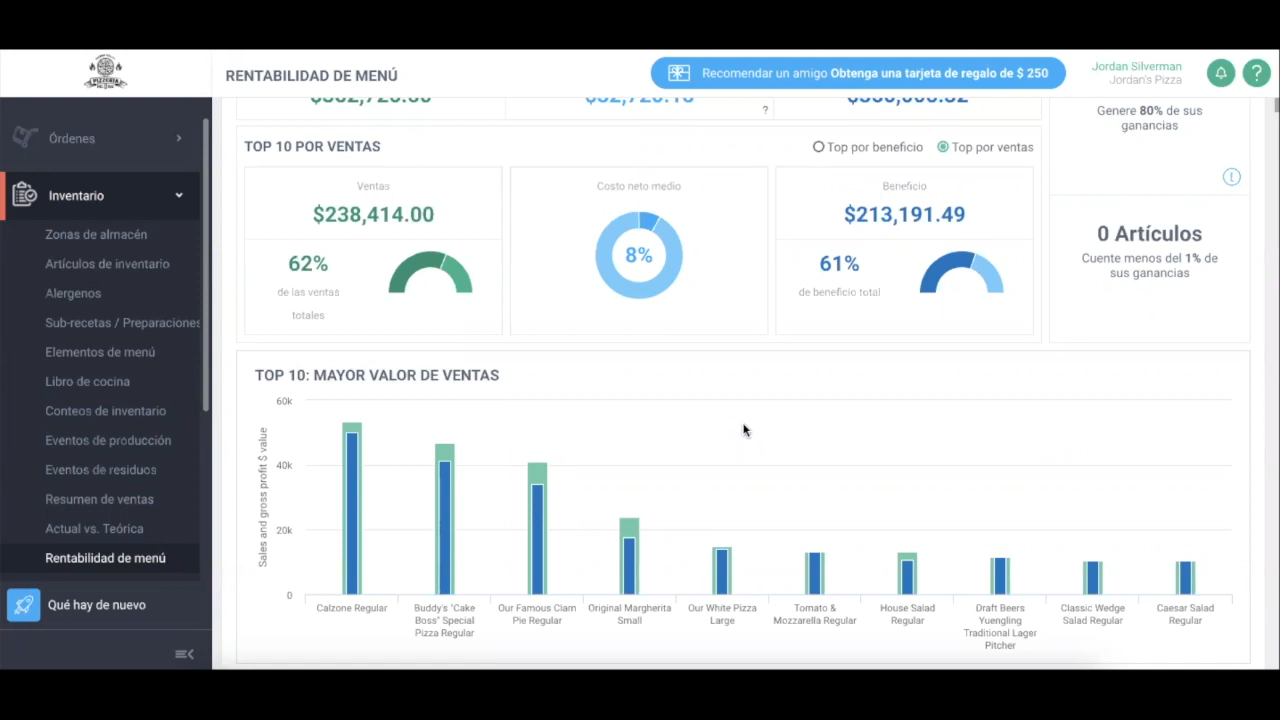 PIZZERIA
RENTABILIDAD DE MENÚ
Recomendar un amigo Obtenga una tarjeta de regalo de $ 250
Jordan Silverman
Jordan's Pizza
?
Órdenes
Inventario
Zonas de almacén
Artículos de inventario
Alergenos
Sub-recetas / Preparaciones
Elementos de menú
Libro de cocina
Conteos de inventario
Eventos de producción
Eventos de residuos
Resumen de ventas
Actual vs. Teórica
Rentabilidad de menú
Qué hay de nuevo
?
Genere 80% de sus
ganancias
TOP 10 POR VENTAS
Top por beneficio
Top por ventas
Ventas
$238,414.00
62%
de las ventas
totales
Costo neto medio
8%
Beneficio
$213,191.49
61%
de beneficio total
0 Artículos
Cuente menos del 1% de
sus ganancias
TOP 10: MAYOR VALOR DE VENTAS
Sales and gross profit $ value
60k
40k
20k
0
Calzone Regular
Buddy's "Cake
Boss" Special
Pizza Regular
Our Famous Clam
Pie Regular
Original Margherita
Small
Our White Pizza
Large
Tomato &
Mozzarella Regular
House Salad
Regular
Draft Beers
Yuengling
Traditional Lager
Pitcher
Classic Wedge
Salad Regular
Caesar Salad
Regular